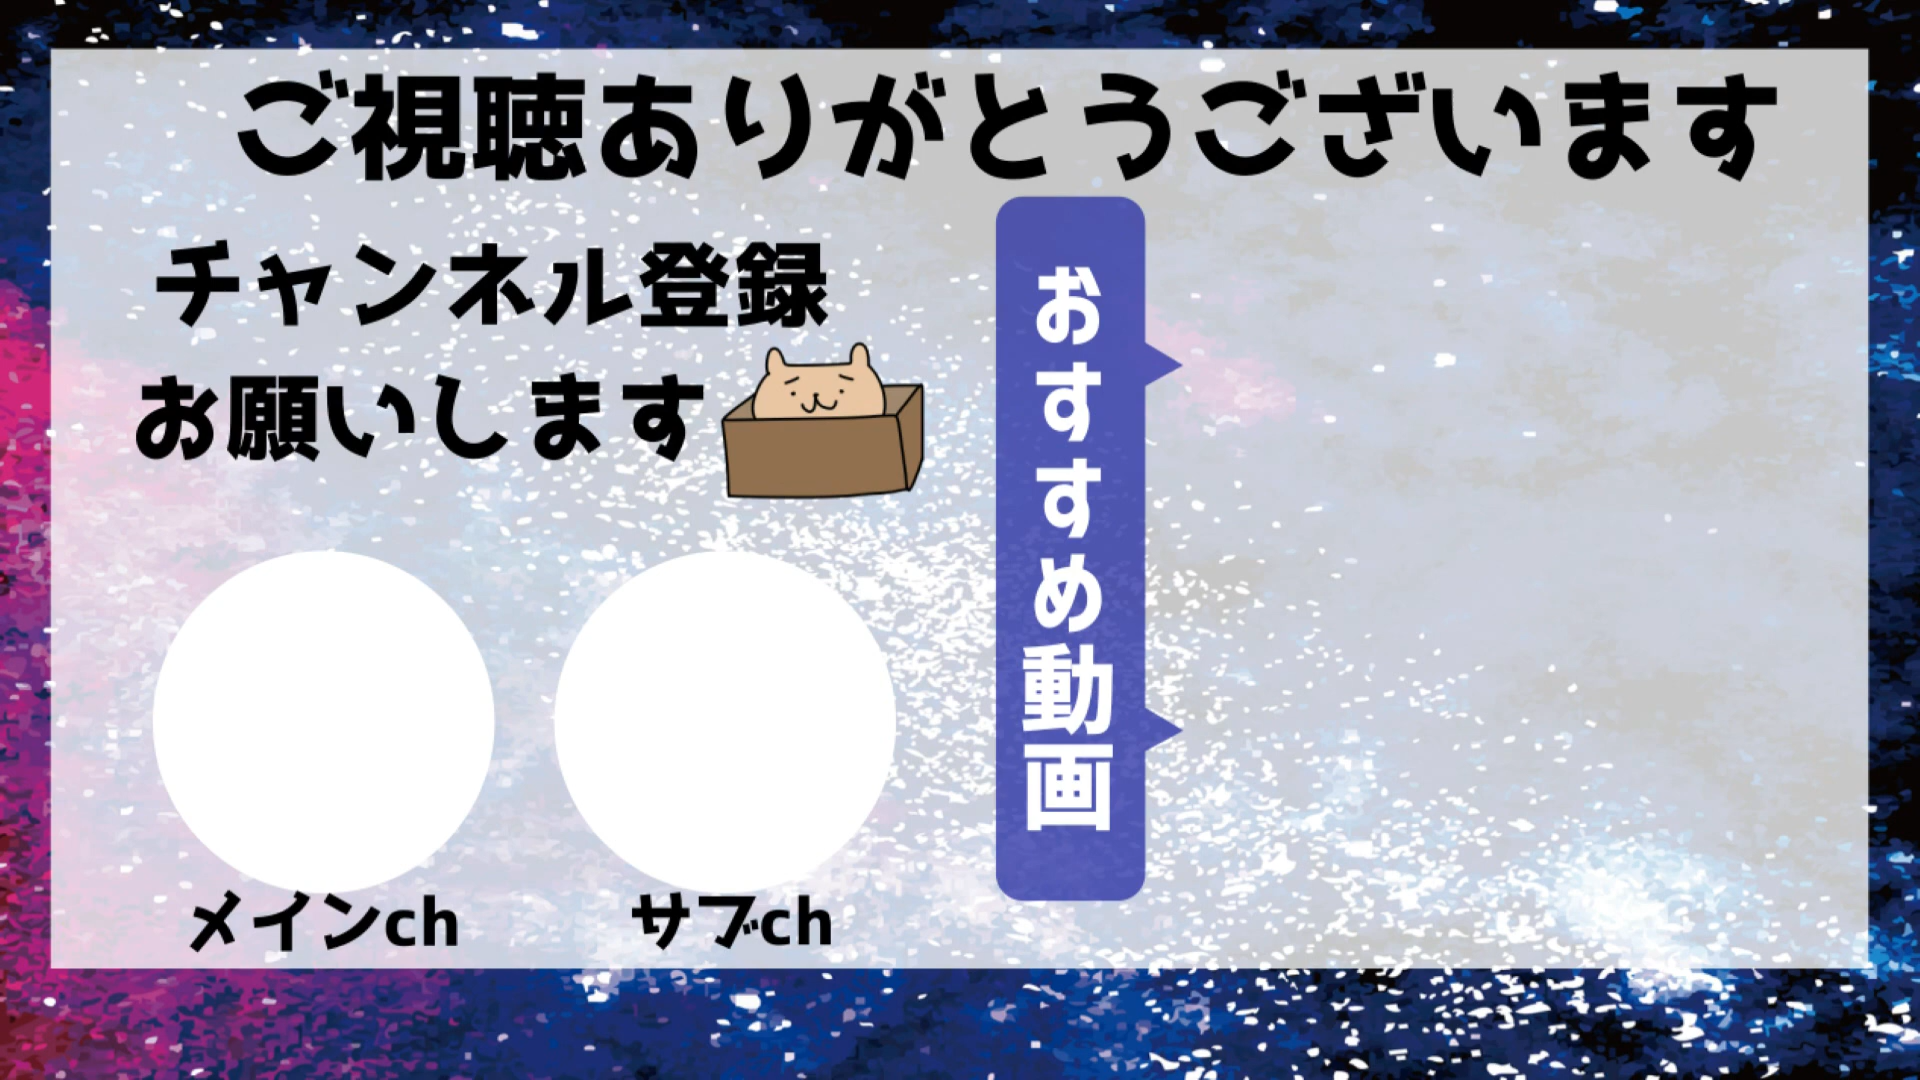 ご視聴ありがとうございます
チャンネル登録
お願いします
メインch
サブch
おすすめ動画